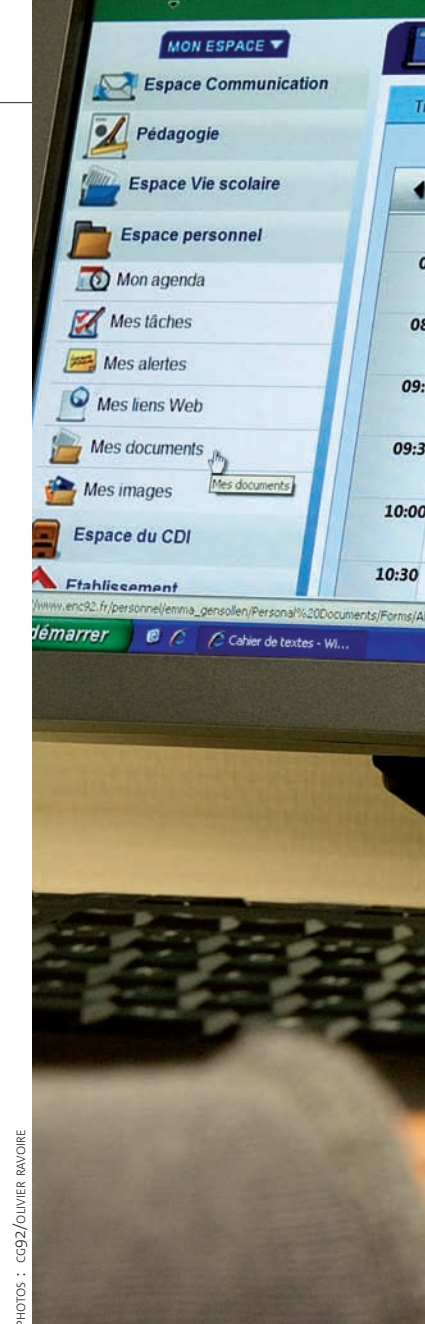 MON ESPACE
Espace Communication
Pédagogie
Espace Vie scolaire
Espace personnel
Mon agenda
Mes tâches
Mes alertes
Mes liens Web
Mes documents
Mes documents
Mes images
Espace du CDI
Etablissement
09:
09:3
10:00
10:30
/www.enc92.fr/personnel/emma_gensollen/Personal%20Documents/Forms/Al
démarrer
Cahier de textes - Wi...
PHOTOS : CG92/OLIVIER RAVOIRE